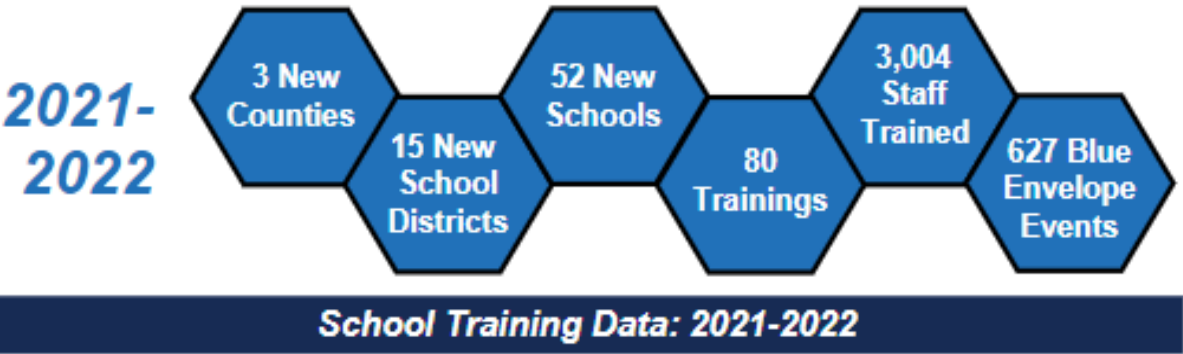 2021-
2022
3 New
Counties
15 New
School
Districts
52 New
Schools
80
Trainings
3,004
Staff
Trained
627 Blue
Envelope
Events
School Training Data: 2021-2022